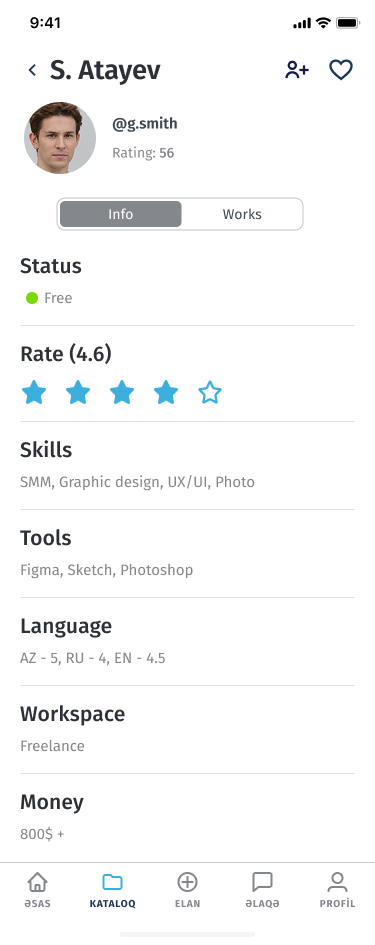 9:41
S. Atayev
@g.smith
Rating: 56
Info Works
Status
Free
Rate (4.6)
Skills
SMM, Graphic design, UX/UI, Photo
Tools
Figma, Sketch, Photoshop
Language
AZ - 5, RU - 4, EN - 4.5
Workspace
Freelance
Money
800$ +
ƏSAS KATALOQ ELAN ƏLAQƏ PROFİL